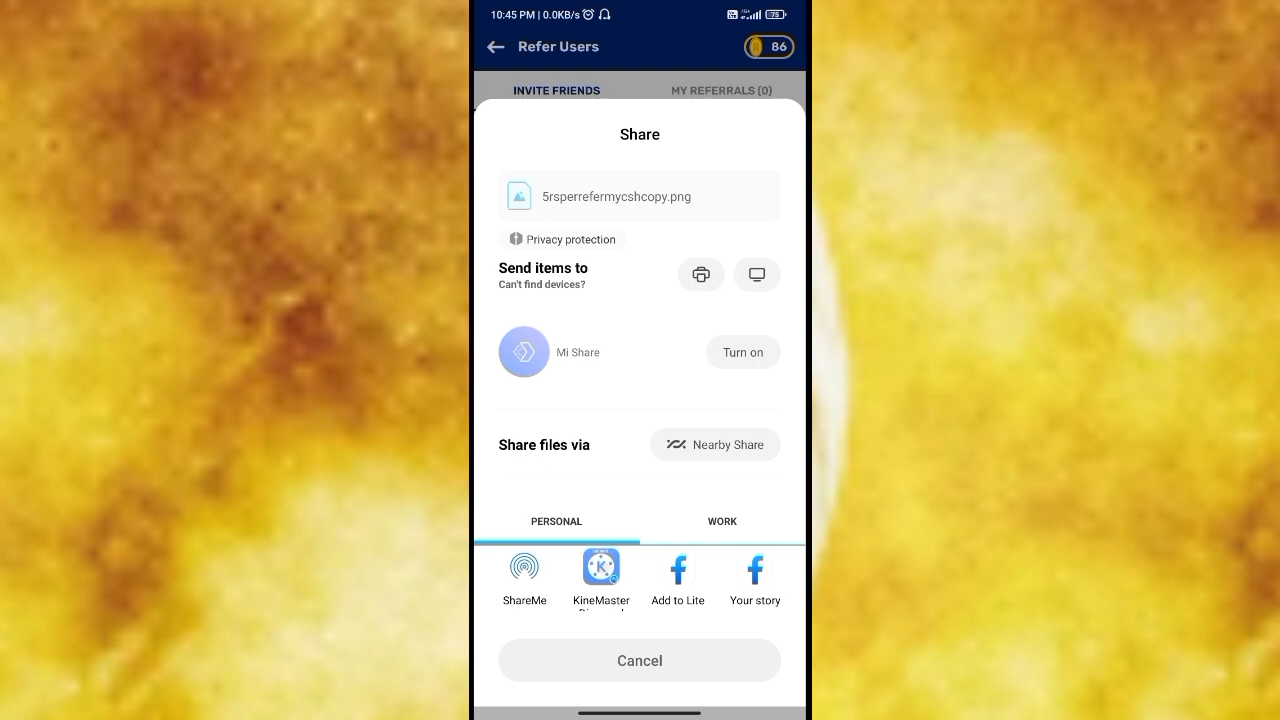 10:45 PM | 0.0KB/s
75
Refer Users
86
INVITE FRIENDS
MY REFERRALS (0)
Share
5rsperrefermycshcopy.png
Privacy protection
Send items to
Can't find devices?
Mi Share
Turn on
Share files via
Nearby Share
PERSONAL
WORK
K
ShareMe
KineMaster
Add to Lite
Your story
Cancel